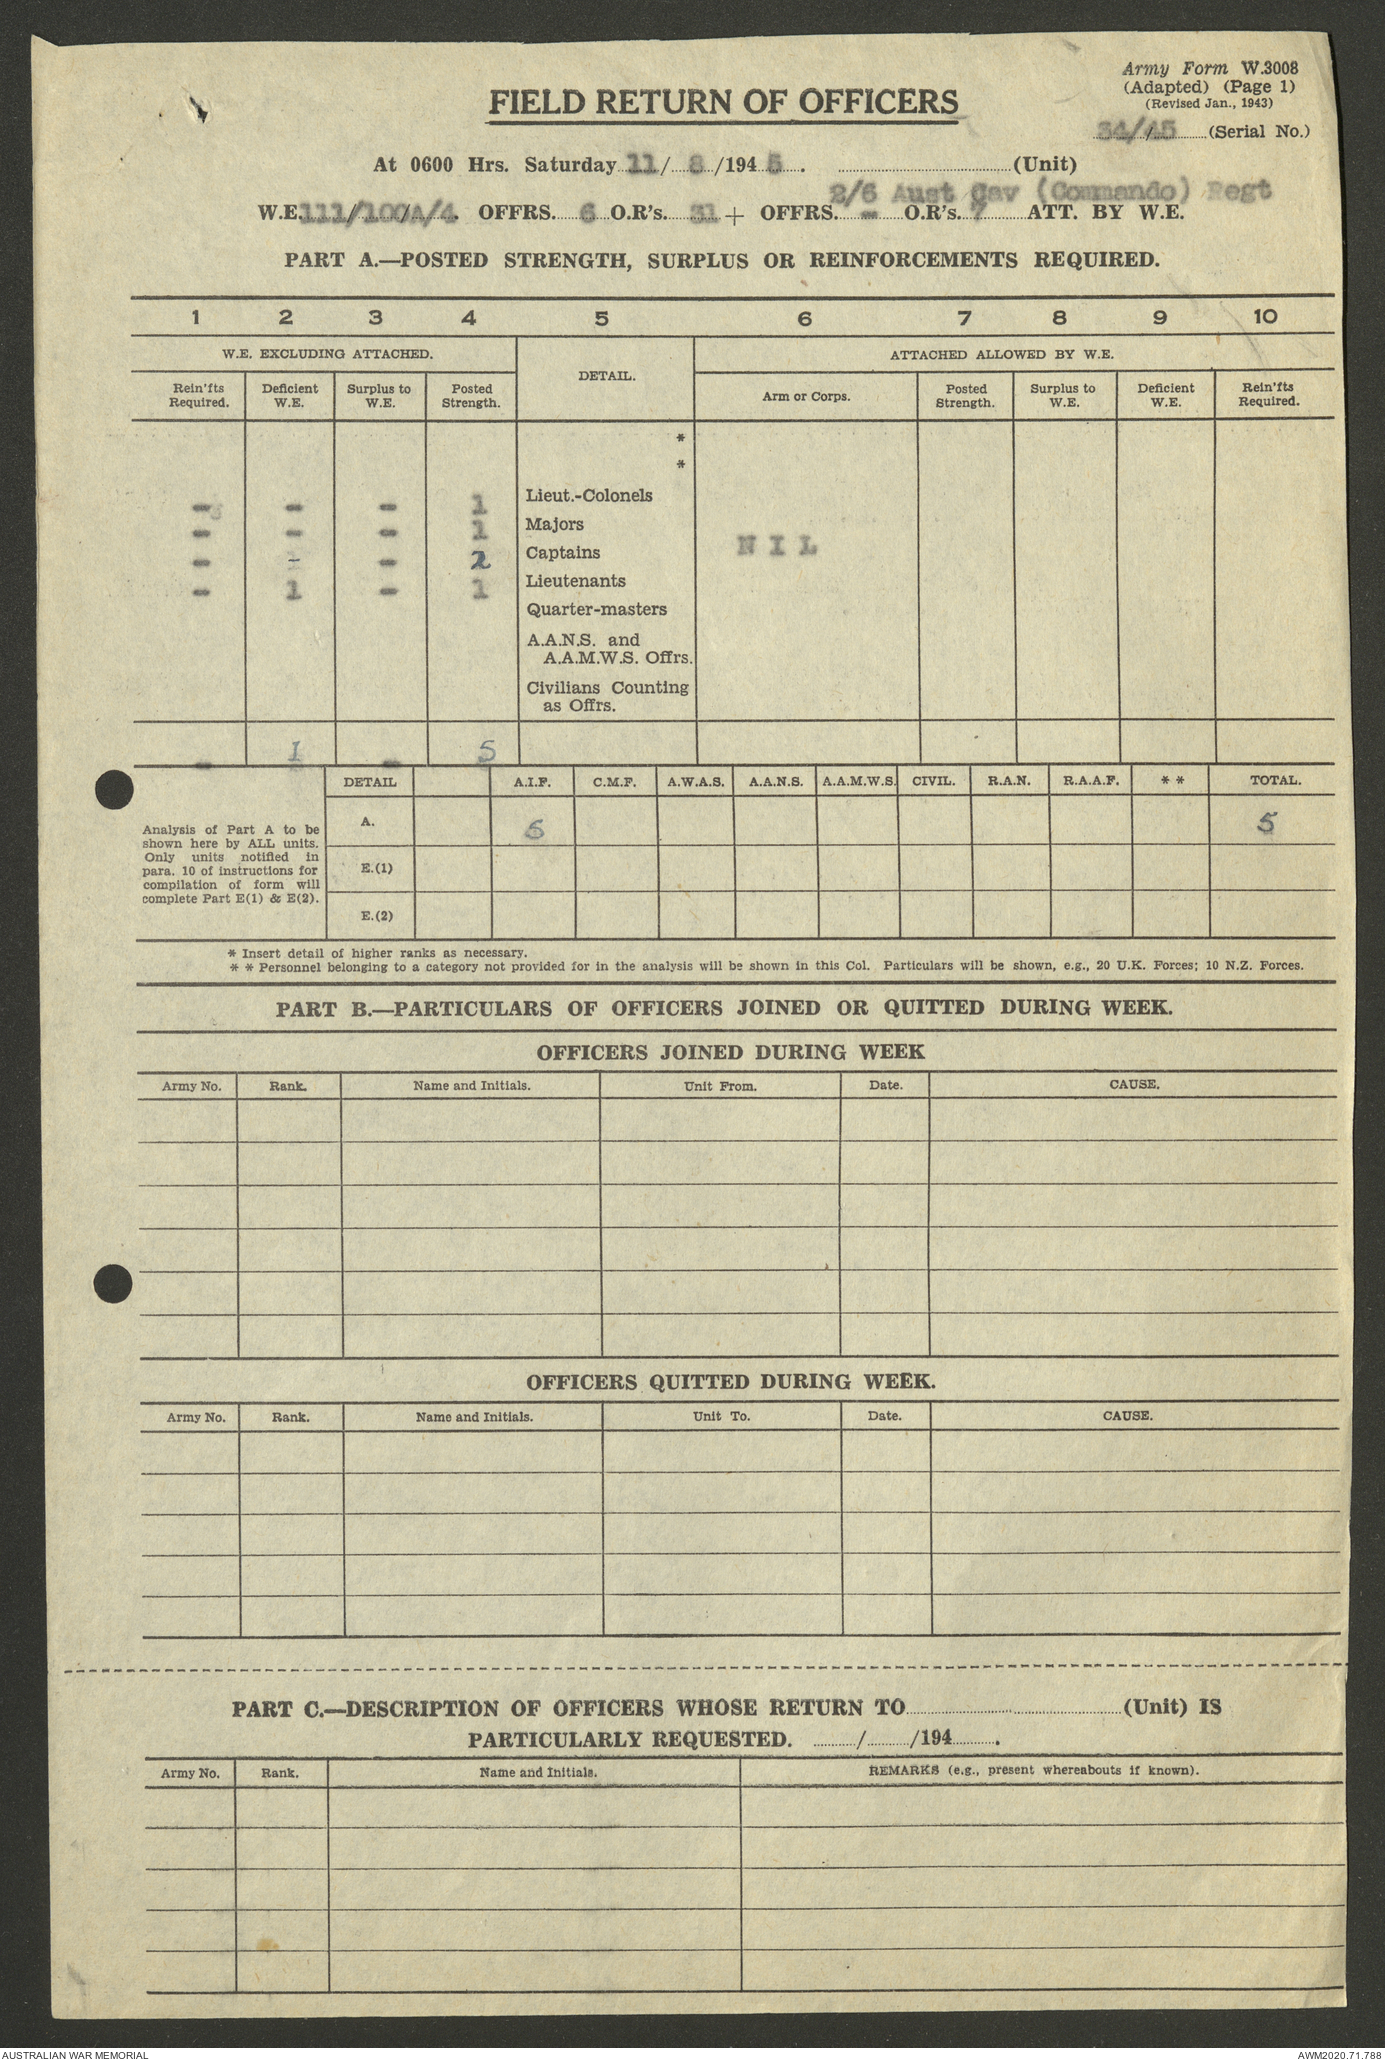 Army Form W.3008
(Adapted) (Page 1)
(Revised Jan., 1943)
FIELD RETURN OF OFFICERS
34/45 (Serial No.)
At 0600 Hrs. Saturday 11/ 8 /194 5 . (Unit)
2/6 Aust Cav (Commando) Regt
W.E. 111/100A/4. OFFRS. 6 O.R's. 31 + OFFRS. - O.R's. 7 ATT. BY W.E.
PART A.—POSTED STRENGTH, SURPLUS OR REINFORCEMENTS REQUIRED.
1 2 3 4 5 6 7 8 9 10
W.E. EXCLUDING ATTACHED. DETAIL. ATTACHED ALLOWED BY W.E.
Rein'fts Required. Deficient W.E. Surplus to W.E. Posted Strength. Arm or Corps. Posted Strength. Surplus to W.E. Deficient W.E. Rein'fts Required.
*
*
- - - 1 Lieut.-Colonels
- - - 1 Majors
- - - 2 Captains NIL
- 1 - 1 Lieutenants
Quarter-masters
A.A.N.S. and
A.A.M.W.S. Offrs.
Civilians Counting
as Offrs.
- 1 - 5
DETAIL A.I.F. C.M.F. A.W.A.S. A.A.N.S. A.A.M.W.S. CIVIL. R.A.N. R.A.A.F. * * TOTAL.
A. 5 5
E.(1)
E.(2)
Analysis of Part A to be
shown here by ALL units.
Only units notified in
para. 10 of instructions for
compilation of form will
complete Part E(1) & E(2).
* Insert detail of higher ranks as necessary.
* * Personnel belonging to a category not provided for in the analysis will be shown in this Col. Particulars will be shown, e.g., 20 U.K. Forces; 10 N.Z. Forces.
PART B.—PARTICULARS OF OFFICERS JOINED OR QUITTED DURING WEEK.
OFFICERS JOINED DURING WEEK
Army No. Rank. Name and Initials. Unit From. Date. CAUSE.
OFFICERS QUITTED DURING WEEK.
Army No. Rank. Name and Initials. Unit To. Date. CAUSE.
PART C.—DESCRIPTION OF OFFICERS WHOSE RETURN TO (Unit) IS
PARTICULARLY REQUESTED. / /194 .
Army No. Rank. Name and Initials. REMARKS (e.g., present whereabouts if known).
AUSTRALIAN WAR MEMORIAL AWM2020.71.788